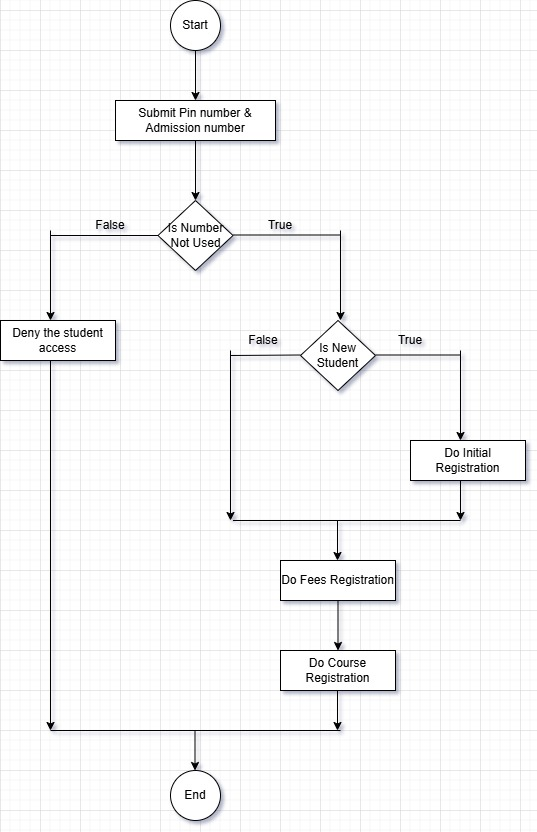 Start
Submit Pin number &
Admission number
False
Is Number
Not Used
True
Deny the student
access
False
Is New
Student
True
Do Initial
Registration
Do Fees Registration
Do Course
Registration
End